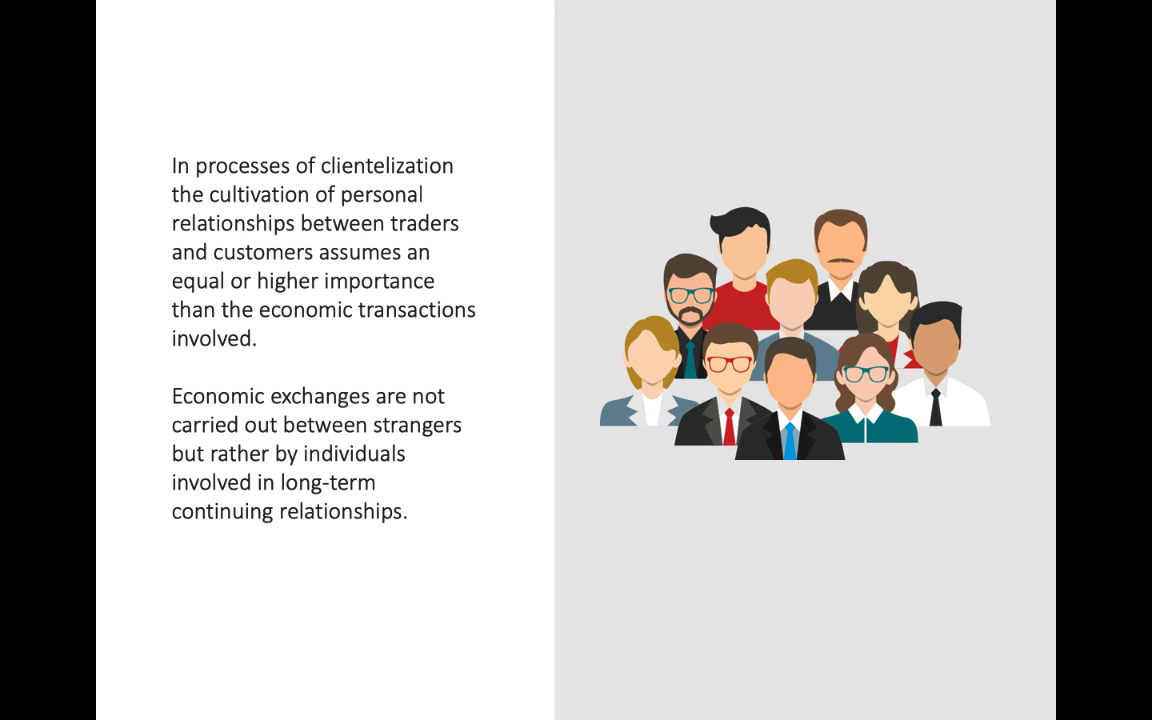 In processes of clientelization
the cultivation of personal
relationships between traders
and customers assumes an
equal or higher importance
than the economic transactions
involved.
Economic exchanges are not
carried out between strangers
but rather by individuals
involved in long-term
continuing relationships.